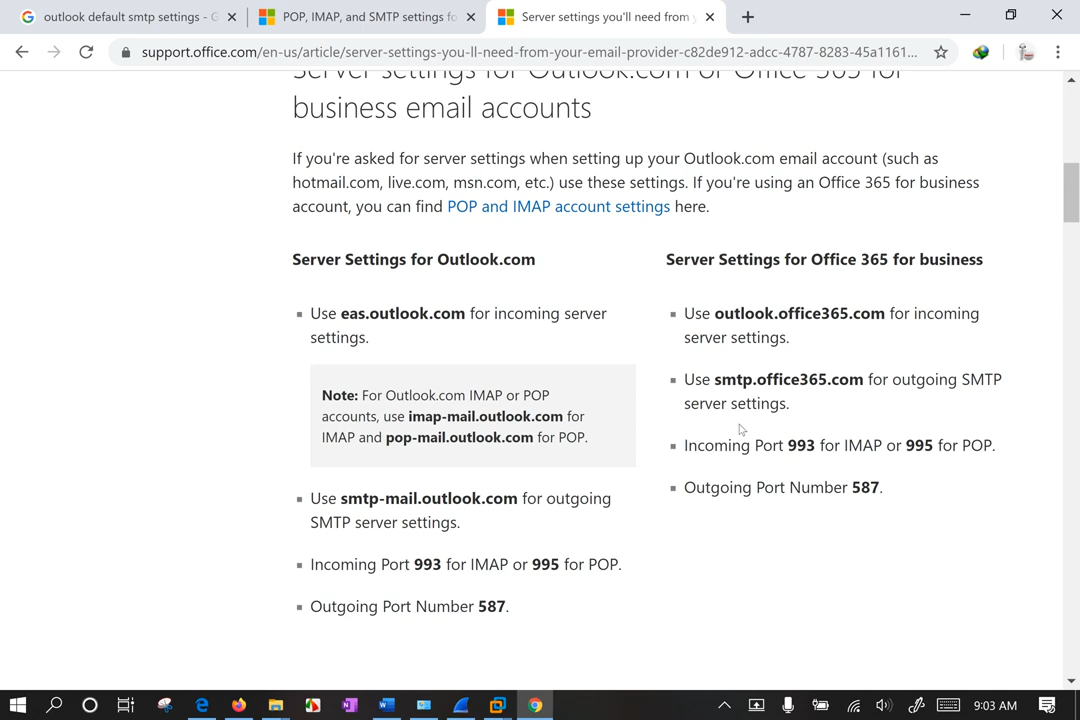 outlook default smtp settings - G
POP, IMAP, and SMTP settings fo
Server settings you'll need from y
support.office.com/en-us/article/server-settings-you-ll-need-from-your-email-provider-c82de912-adcc-4787-8283-45a1161...
Server settings for Outlook.com or Office 365 for
business email accounts
If you're asked for server settings when setting up your Outlook.com email account (such as
hotmail.com, live.com, msn.com, etc.) use these settings. If you're using an Office 365 for business
account, you can find POP and IMAP account settings here.
Server Settings for Outlook.com
Use eas.outlook.com for incoming server
settings.
Note: For Outlook.com IMAP or POP
accounts, use imap-mail.outlook.com for
IMAP and pop-mail.outlook.com for POP.
Use smtp-mail.outlook.com for outgoing
SMTP server settings.
Incoming Port 993 for IMAP or 995 for POP.
Outgoing Port Number 587.
Server Settings for Office 365 for business
Use outlook.office365.com for incoming
server settings.
Use smtp.office365.com for outgoing SMTP
server settings.
Incoming Port 993 for IMAP or 995 for POP.
Outgoing Port Number 587.
9:03 AM